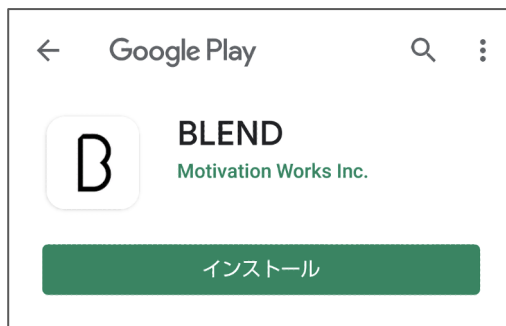 Google Play
BLEND
Motivation Works Inc.
インストール